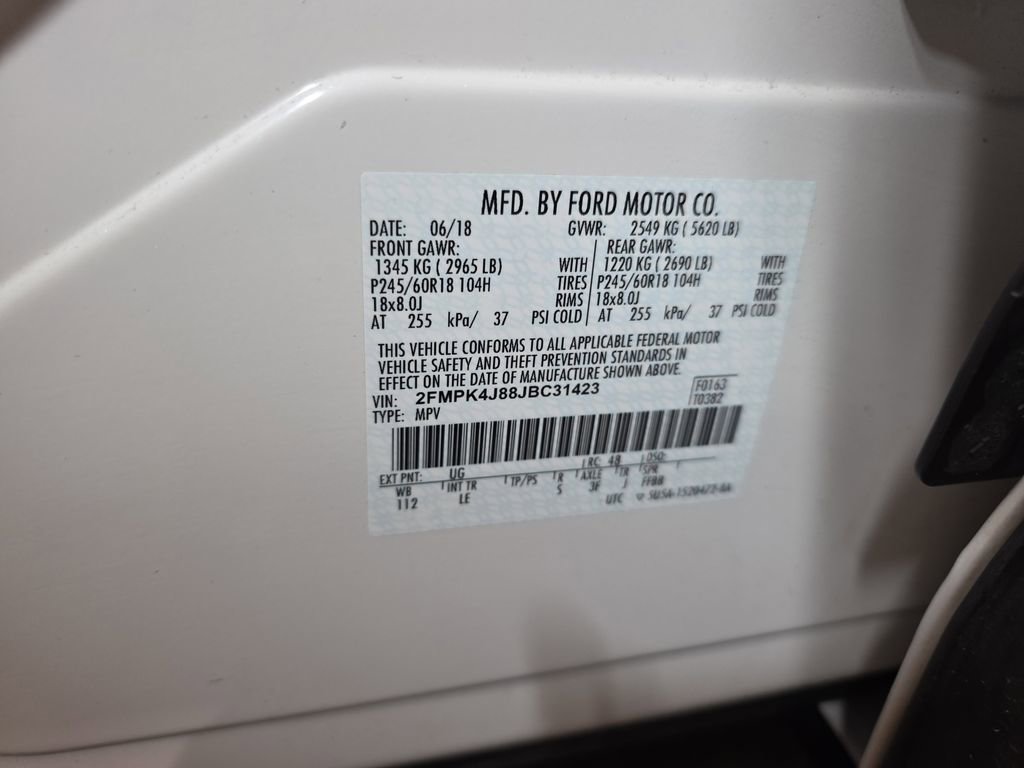 MFD. BY FORD MOTOR CO.
DATE: 06/18 GVWR: 2549 KG ( 5620 LB)
FRONT GAWR: REAR GAWR:
1345 KG ( 2965 LB) WITH 1220 KG ( 2690 LB) WITH
P245/60R18 104H TIRES P245/60R18 104H TIRES
18x8.0J RIMS 18x8.0J RIMS
AT 255 kPa/ 37 PSI COLD AT 255 kPa/ 37 PSI COLD
THIS VEHICLE CONFORMS TO ALL APPLICABLE FEDERAL MOTOR
VEHICLE SAFETY AND THEFT PREVENTION STANDARDS IN
EFFECT ON THE DATE OF MANUFACTURE SHOWN ABOVE.
VIN: 2FMPK4J88JBC31423 F0163
TYPE: MPV T0382
EXT PNT: UG RC: 48 DSO:
WB INT TR TP/PS R AXLE TR SPR
112 LE S 3F J FFBB
UTC